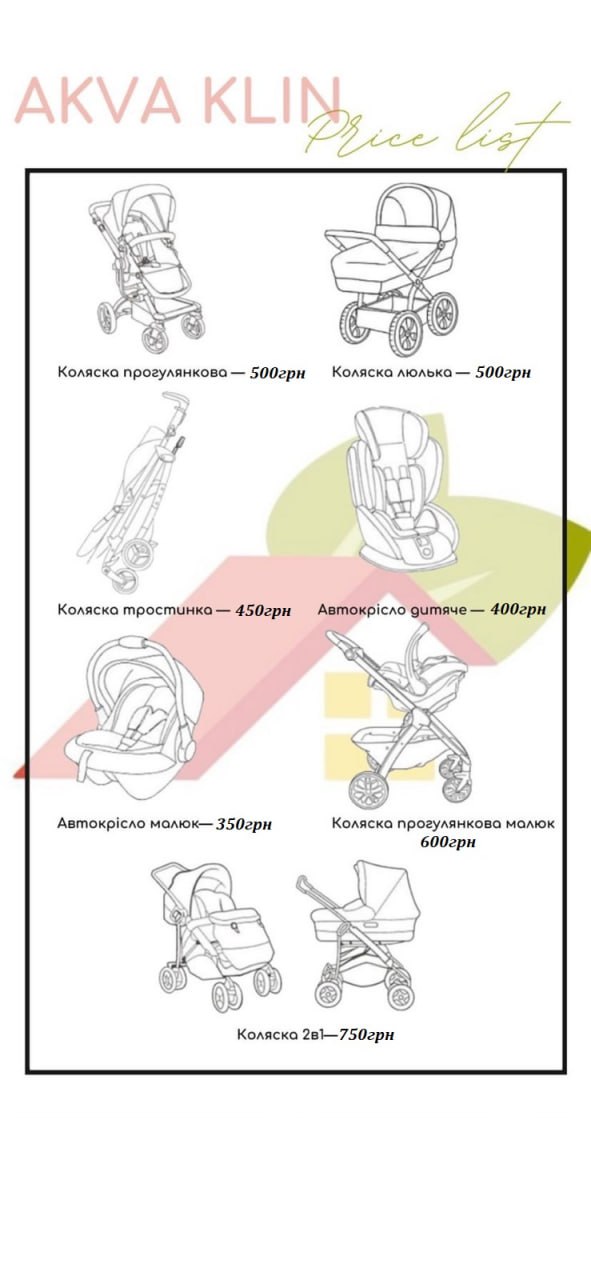 AKVA KLIN
Price list
Коляска прогулянкова — 500грн
Коляска люлька — 500грн
Коляска тростинка — 450грн
Автокрісло дитяче — 400грн
Автокрісло малюк— 350грн
Коляска прогулянкова малюк
600грн
Коляска 2в1—750грн